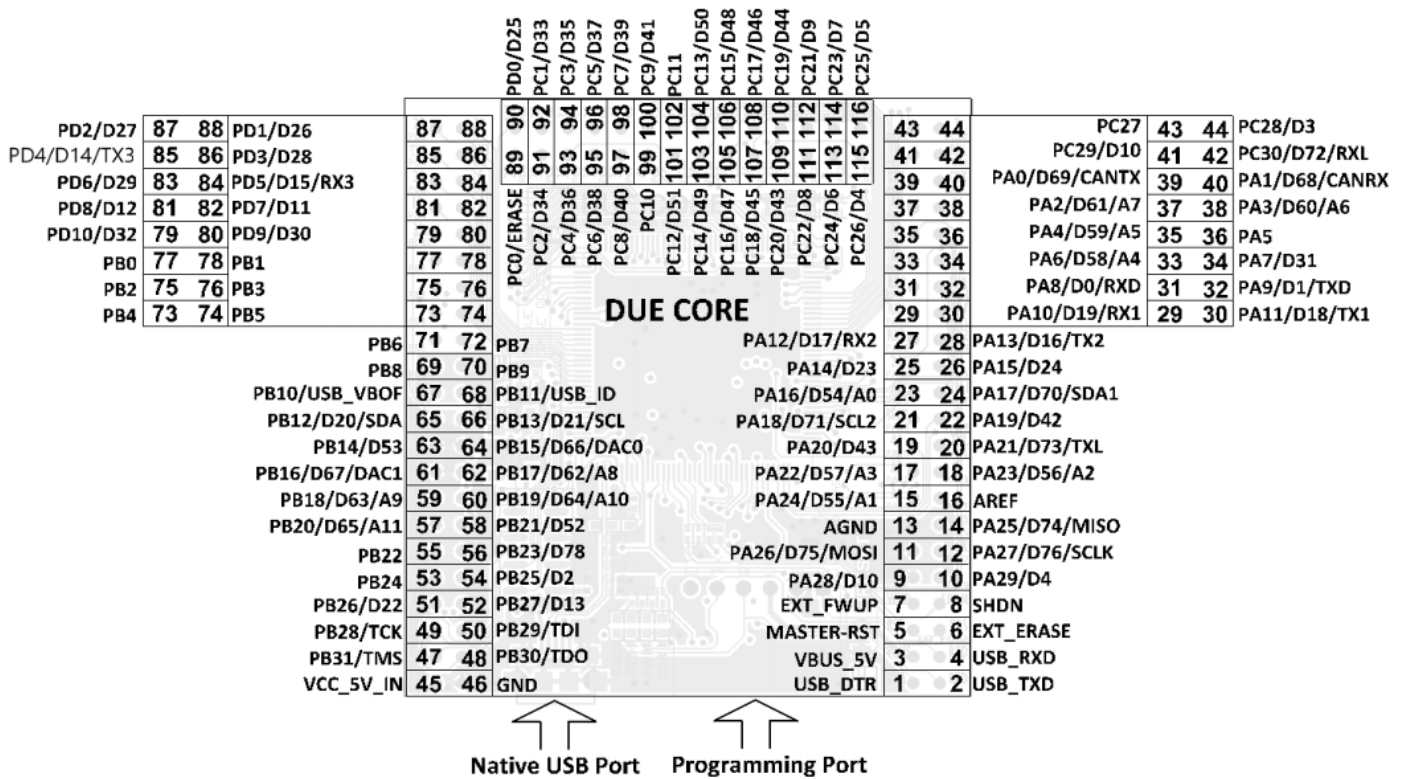 PD0/D25 PC1/D33 PC3/D35 PC5/D37 PC7/D39 PC9/D41 PC11 PC13/D50 PC15/D48 PC17/D46 PC19/D44 PC21/D9 PC23/D7 PC25/D5
90 92 94 96 98 100 102 104 106 108 110 112 114 116
89 91 93 95 97 99 101 103 105 107 109 111 113 115
PC0/ERASE PC2/D34 PC4/D36 PC6/D38 PC8/D40 PC10 PC12/D51 PC14/D49 PC16/D47 PC18/D45 PC20/D43 PC22/D8 PC24/D6 PC26/D4
PD2/D27 87 88 PD1/D26 87 88 43 44 PC27 43 44 PC28/D3
PD4/D14/TX3 85 86 PD3/D28 85 86 41 42 PC29/D10 41 42 PC30/D72/RXL
PD6/D29 83 84 PD5/D15/RX3 83 84 39 40 PA0/D69/CANTX 39 40 PA1/D68/CANRX
PD8/D12 81 82 PD7/D11 81 82 37 38 PA2/D61/A7 37 38 PA3/D60/A6
PD10/D32 79 80 PD9/D30 79 80 35 36 PA4/D59/A5 35 36 PA5
PB0 77 78 PB1 77 78 33 34 PA6/D58/A4 33 34 PA7/D31
PB2 75 76 PB3 75 76 31 32 PA8/D0/RXD 31 32 PA9/D1/TXD
PB4 73 74 PB5 73 74 29 30 PA10/D19/RX1 29 30 PA11/D18/TX1
DUE CORE
PB6 71 72 PB7 PA12/D17/RX2 27 28 PA13/D16/TX2
PB8 69 70 PB9 PA14/D23 25 26 PA15/D24
PB10/USB_VBOF 67 68 PB11/USB_ID PA16/D54/A0 23 24 PA17/D70/SDA1
PB12/D20/SDA 65 66 PB13/D21/SCL PA18/D71/SCL2 21 22 PA19/D42
PB14/D53 63 64 PB15/D66/DAC0 PA20/D43 19 20 PA21/D73/TXL
PB16/D67/DAC1 61 62 PB17/D62/A8 PA22/D57/A3 17 18 PA23/D56/A2
PB18/D63/A9 59 60 PB19/D64/A10 PA24/D55/A1 15 16 AREF
PB20/D65/A11 57 58 PB21/D52 AGND 13 14 PA25/D74/MISO
PB22 55 56 PB23/D78 PA26/D75/MOSI 11 12 PA27/D76/SCLK
PB24 53 54 PB25/D2 PA28/D10 9 10 PA29/D4
PB26/D22 51 52 PB27/D13 EXT_FWUP 7 8 SHDN
PB28/TCK 49 50 PB29/TDI MASTER-RST 5 6 EXT_ERASE
PB31/TMS 47 48 PB30/TDO VBUS_5V 3 4 USB_RXD
VCC_5V_IN 45 46 GND USB_DTR 1 2 USB_TXD
Native USB Port Programming Port